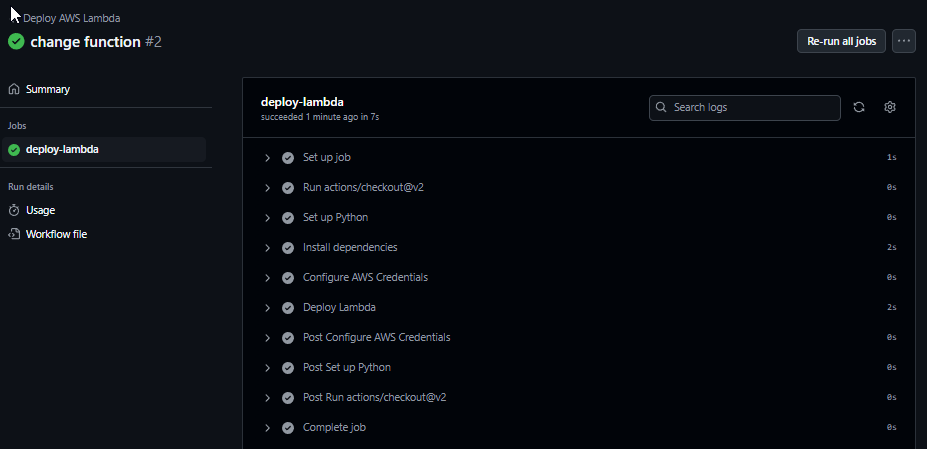 Deploy AWS Lambda
change function #2
Re-run all jobs
Summary
Jobs
deploy-lambda
Run details
Usage
Workflow file
deploy-lambda
succeeded 1 minute ago in 7s
Search logs
Set up job 1s
Run actions/checkout@v2 0s
Set up Python 0s
Install dependencies 2s
Configure AWS Credentials 0s
Deploy Lambda 2s
Post Configure AWS Credentials 0s
Post Set up Python 0s
Post Run actions/checkout@v2 0s
Complete job 0s